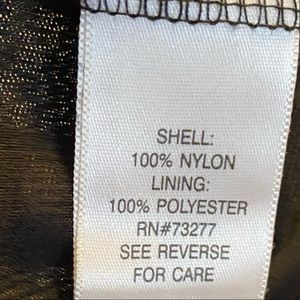 SHELL:
100% NYLON
LINING:
100% POLYESTER
RN#73277
SEE REVERSE
FOR CARE